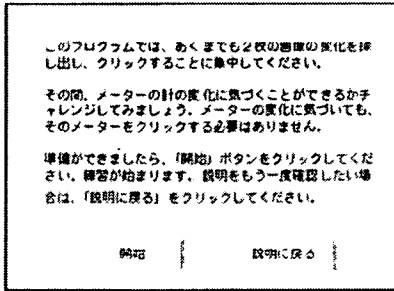 このプログラムでは、あくまでも2枚の画像の変化を探
し出し、クリックすることに集中してください。
その間、メーターの針の変化に気づくことができるかチ
ャレンジしてみましょう。メーターの変化に気づいても、
そのメーターをクリックする必要はありません。
準備ができましたら、「開始」ボタンをクリックしてくだ
さい。練習が始まります。説明をもう一度確認したい場
合は、「説明に戻る」をクリックしてください。
開始
説明に戻る